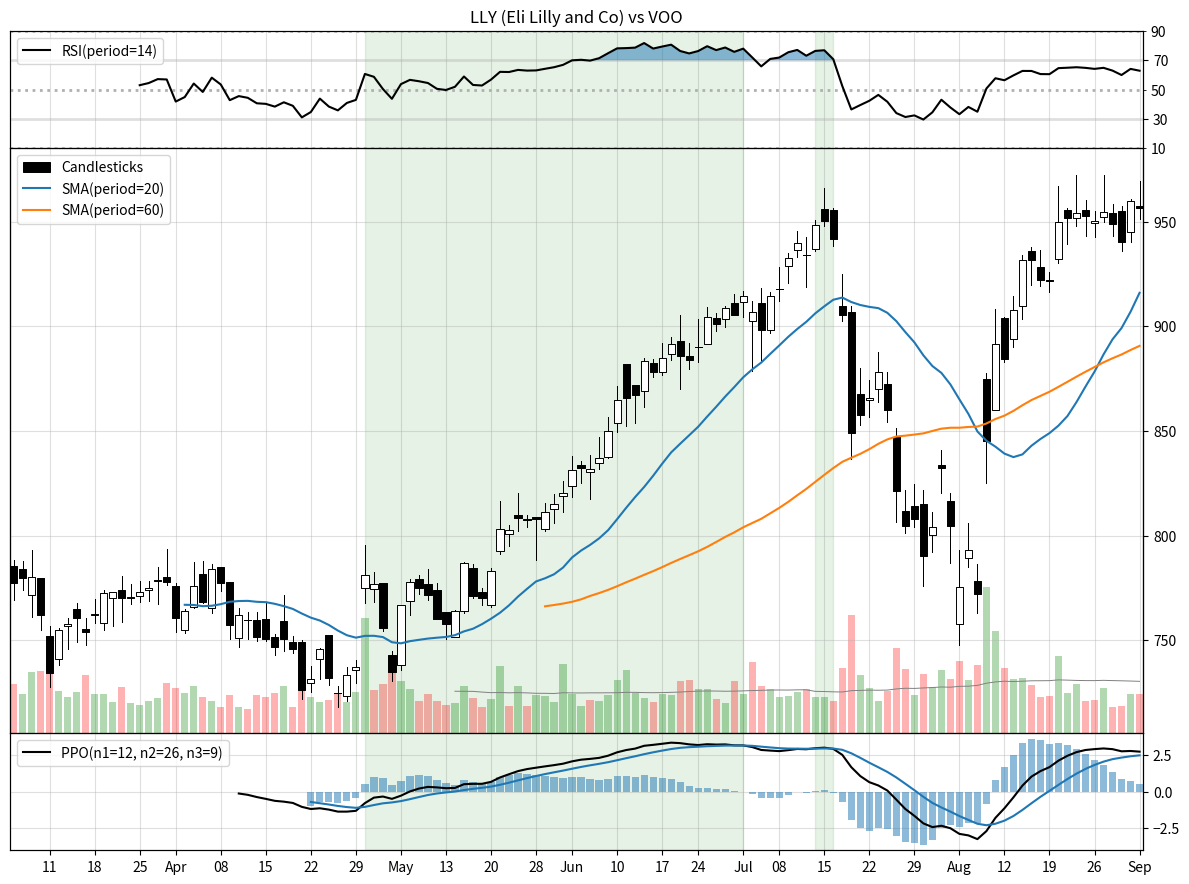 LLY (Eli Lilly and Co) vs VOO
RSI(period=14)
90
70
50
30
10
Candlesticks
SMA(period=20)
SMA(period=60)
950
900
850
800
750
PPO(n1=12, n2=26, n3=9)
2.5
0.0
−2.5
11 18 25 Apr 08 15 22 29 May 13 20 28 Jun 10 17 24 Jul 08 15 22 29 Aug 12 19 26 Sep